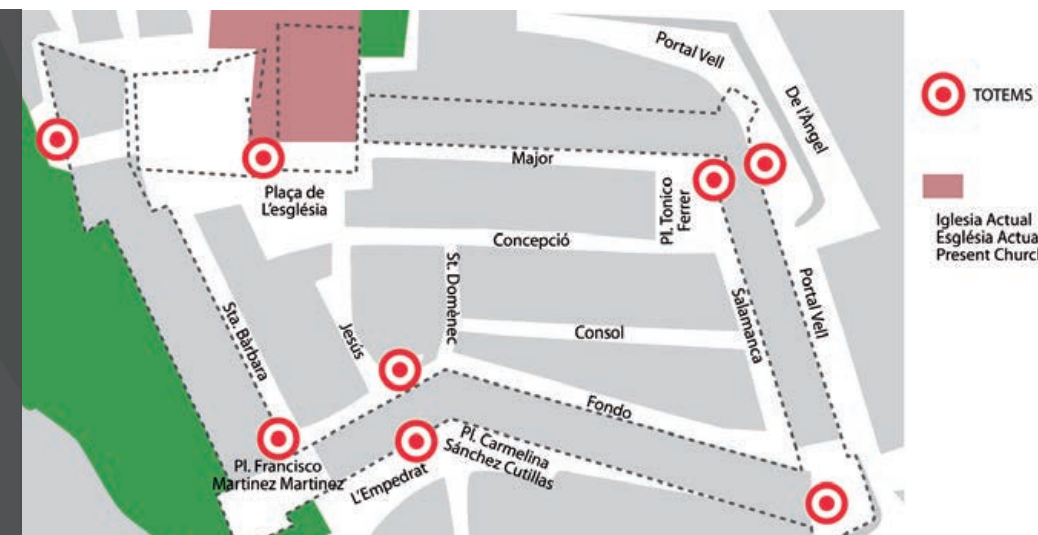 Portal Vell
De l'Àngel
TOTEMS
Major
Plaça de
L'església
Pl. Tonico
Ferrer
Iglesia Actual
Església Actua
Present Church
Concepció
St. Domènec
Portal Vell
Salamanca
Sta. Bàrbara
Jesús
Consol
Fondo
Pl. Carmelina
Sánchez Cutillas
Pl. Francisco
Martinez Martinez
L'Empedrat